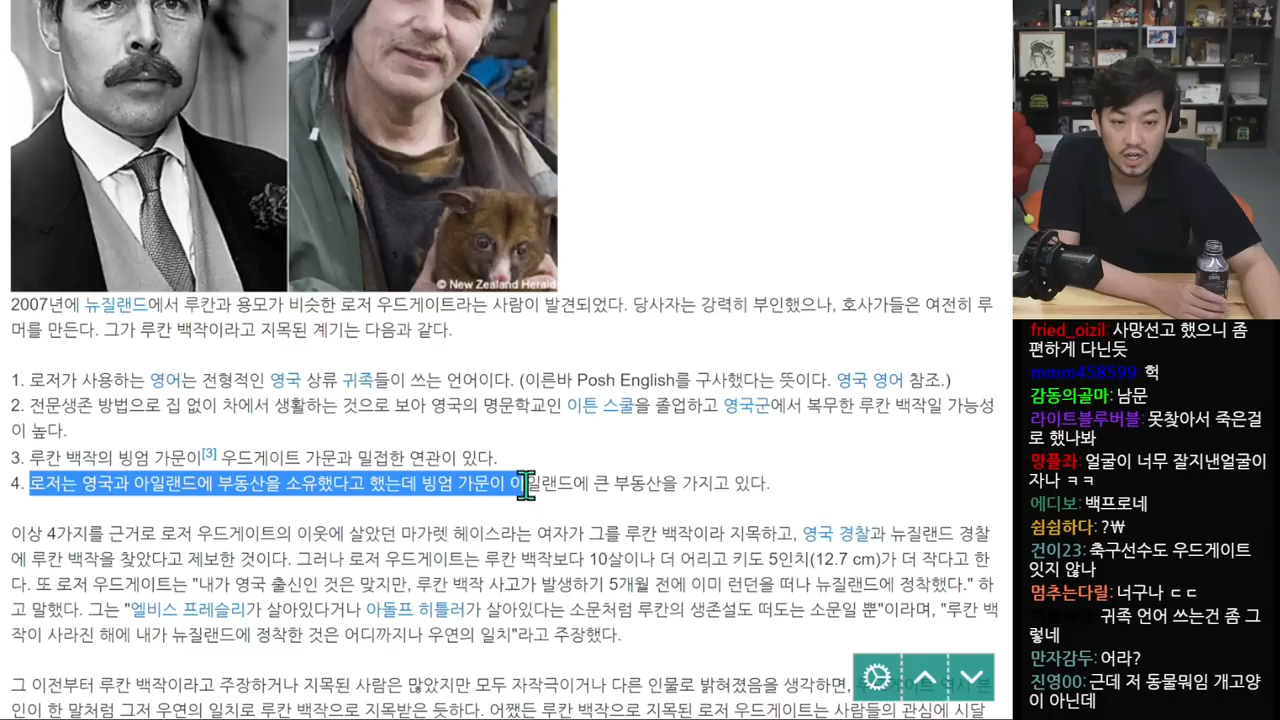 © New Zealand Herald
2007년에 뉴질랜드에서 루칸과 용모가 비슷한 로저 우드게이트라는 사람이 발견되었다. 당사자는 강력히 부인했으나, 호사가들은 여전히 루
머를 만든다. 그가 루칸 백작이라고 지목된 계기는 다음과 같다.
1. 로저가 사용하는 영어는 전형적인 영국 상류 귀족들이 쓰는 언어이다. (이른바 Posh English를 구사했다는 뜻이다. 영국 영어 참조.)
2. 전문생존 방법으로 집 없이 차에서 생활하는 것으로 보아 영국의 명문학교인 이튼 스쿨을 졸업하고 영국군에서 복무한 루칸 백작일 가능성
이 높다.
3. 루칸 백작의 빙엄 가문이[3] 우드게이트 가문과 밀접한 연관이 있다.
4. 로저는 영국과 아일랜드에 부동산을 소유했다고 했는데 빙엄 가문이 아일랜드에 큰 부동산을 가지고 있다.
이상 4가지를 근거로 로저 우드게이트의 이웃에 살았던 마가렛 헤이스라는 여자가 그를 루칸 백작이라 지목하고, 영국 경찰과 뉴질랜드 경찰
에 루칸 백작을 찾았다고 제보한 것이다. 그러나 로저 우드게이트는 루칸 백작보다 10살이나 더 어리고 키도 5인치(12.7 cm)가 더 작다고 한
다. 또 로저 우드게이트는 "내가 영국 출신인 것은 맞지만, 루칸 백작 사고가 발생하기 5개월 전에 이미 런던을 떠나 뉴질랜드에 정착했다." 하
고 말했다. 그는 "엘비스 프레슬리가 살아있다거나 아돌프 히틀러가 살아있다는 소문처럼 루칸의 생존설도 떠도는 소문일 뿐"이라며, "루칸 백
작이 사라진 해에 내가 뉴질랜드에 정착한 것은 어디까지나 우연의 일치"라고 주장했다.
그 이전부터 루칸 백작이라고 주장하거나 지목된 사람은 많았지만 모두 자작극이거나 다른 인물로 밝혀졌음을 생각하면,
인이 한 말처럼 그저 우연의 일치로 루칸 백작으로 지목받은 듯하다. 어쨌든 루칸 백작으로 지목된 로저 우드게이트는 사람들의 관심에 시달
fried_oizil: 사망선고 했으니 좀
편하게 다닌듯
mmm458599: 헉
감동의골마: 남문
라이트블루버블: 못찾아서 죽은걸
로 했나봐
망플좌: 얼굴이 너무 잘지낸얼굴이
자나 ㅋㅋ
에디보: 백프로네
쉼쉼하다: ?₩
건이23: 축구선수도 우드게이트
잇지 않나
멈추는다릴: 너구나 ㄷㄷ
귀족 언어 쓰는건 좀 그
렇네
만자감두: 어라?
진영00: 근데 저 동물뭐임 개고양
이 아닌데